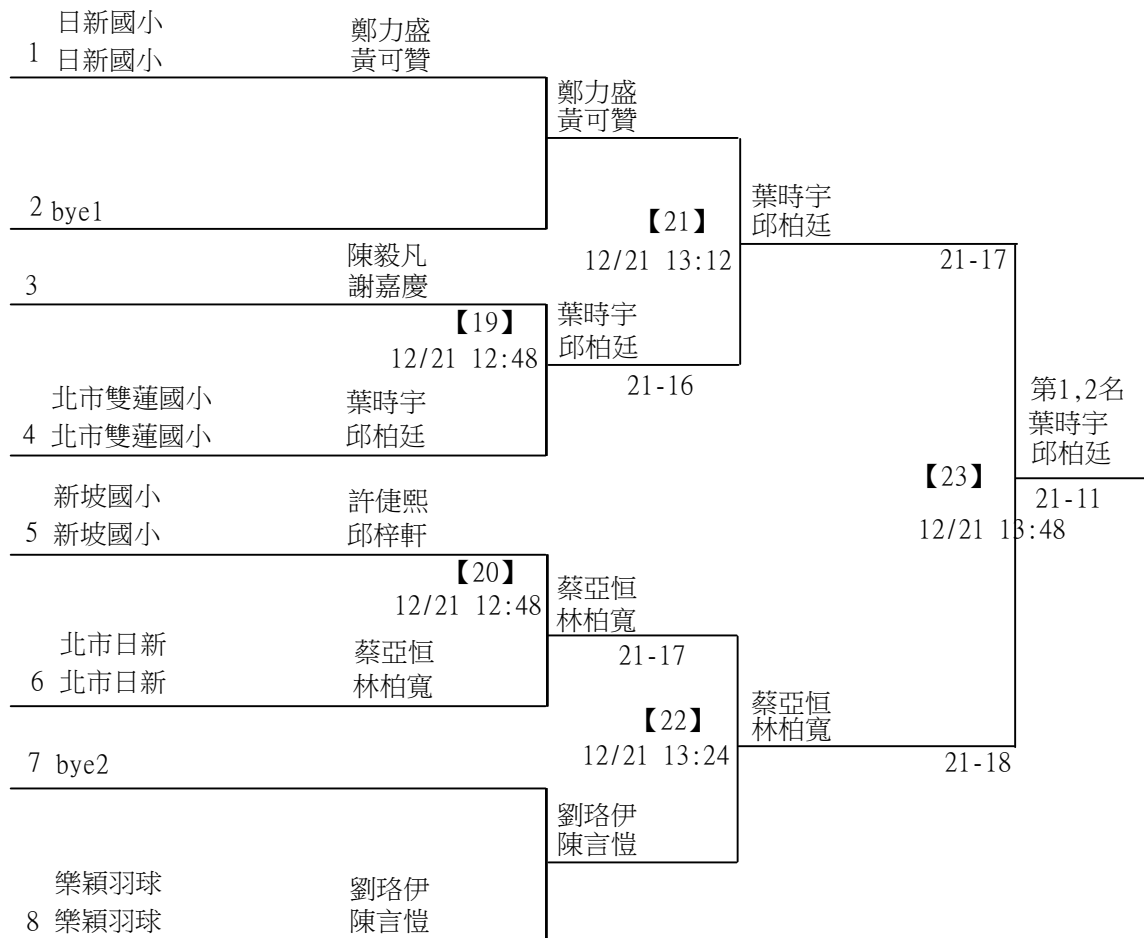 日新國小 鄭力盛
1 日新國小 黃可贊
鄭力盛
黃可贊
2 bye1
葉時宇
邱柏廷
【21】
12/21 13:12
21-17
陳毅凡
3 謝嘉慶
【19】
12/21 12:48
葉時宇
邱柏廷
21-16
北市雙蓮國小 葉時宇
4 北市雙蓮國小 邱柏廷
第1,2名
葉時宇
邱柏廷
【23】
21-11
12/21 13:48
新坡國小 許倢熙
5 新坡國小 邱梓軒
【20】
12/21 12:48
蔡亞恒
林柏寬
21-17
北市日新 蔡亞恒
6 北市日新 林柏寬
【22】
12/21 13:24
蔡亞恒
林柏寬
21-18
7 bye2
劉珞伊
陳言愷
樂穎羽球 劉珞伊
8 樂穎羽球 陳言愷